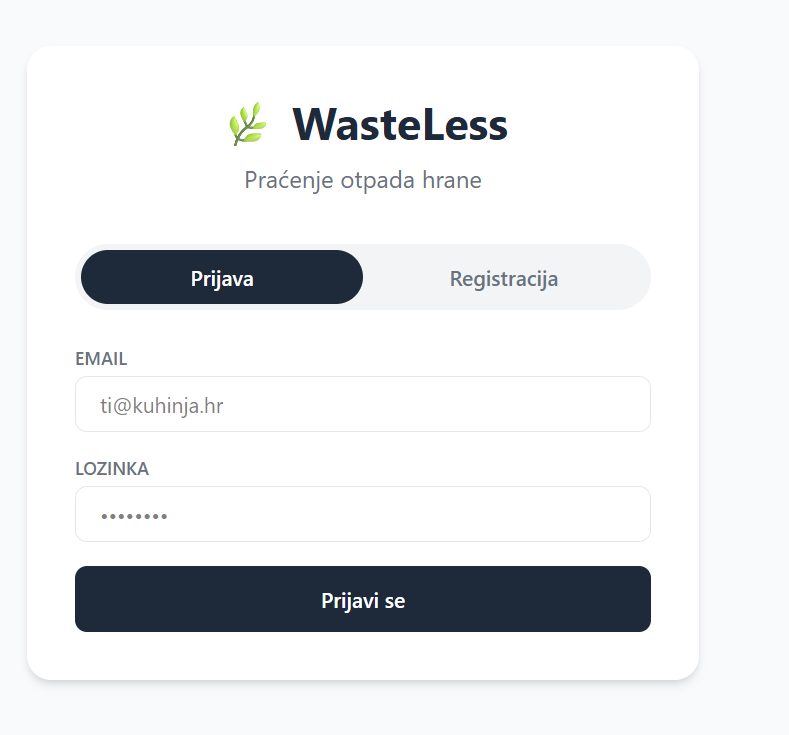 WasteLess
Praćenje otpada hrane
Prijava Registracija
EMAIL
ti@kuhinja.hr
LOZINKA
••••••••
Prijavi se